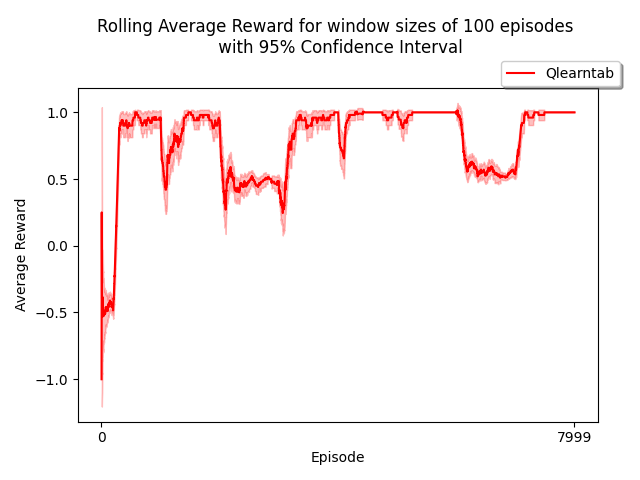 Rolling Average Reward for window sizes of 100 episodes
with 95% Confidence Interval
Qlearntab
1.0
0.5
0.0
−0.5
−1.0
Average Reward
0
7999
Episode